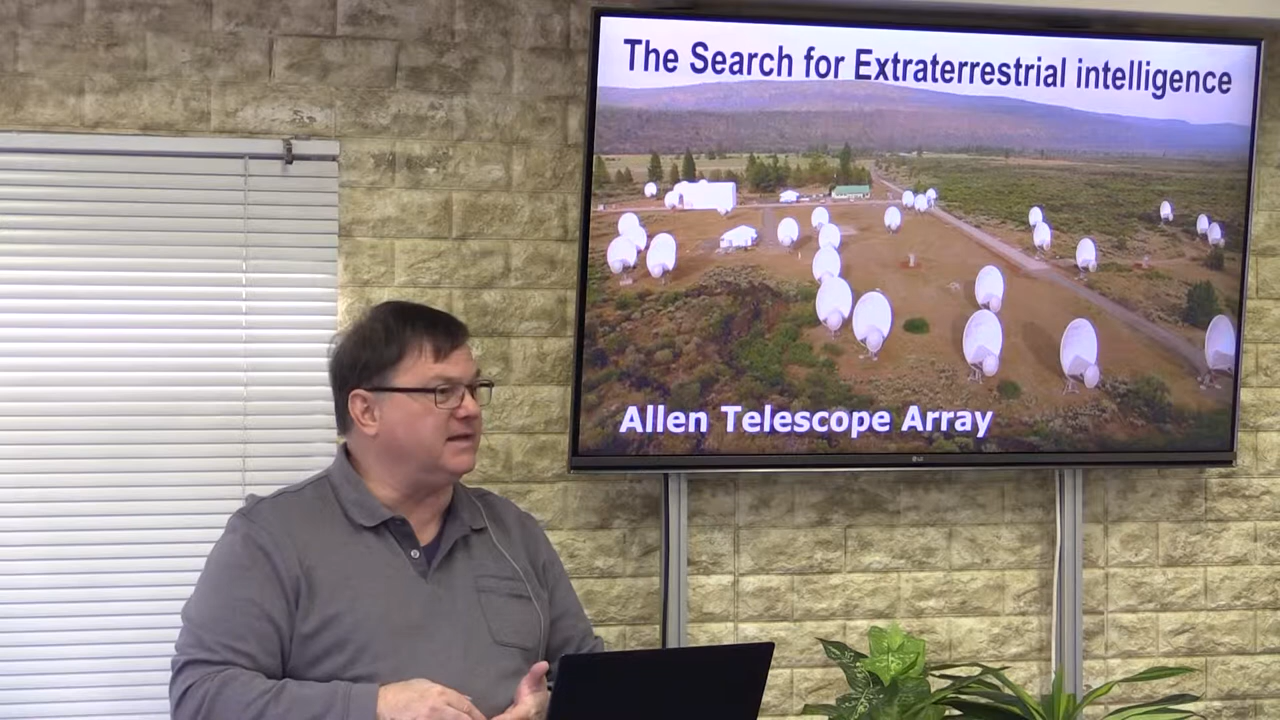 The Search for Extraterrestrial intelligence
Allen Telescope Array
LG